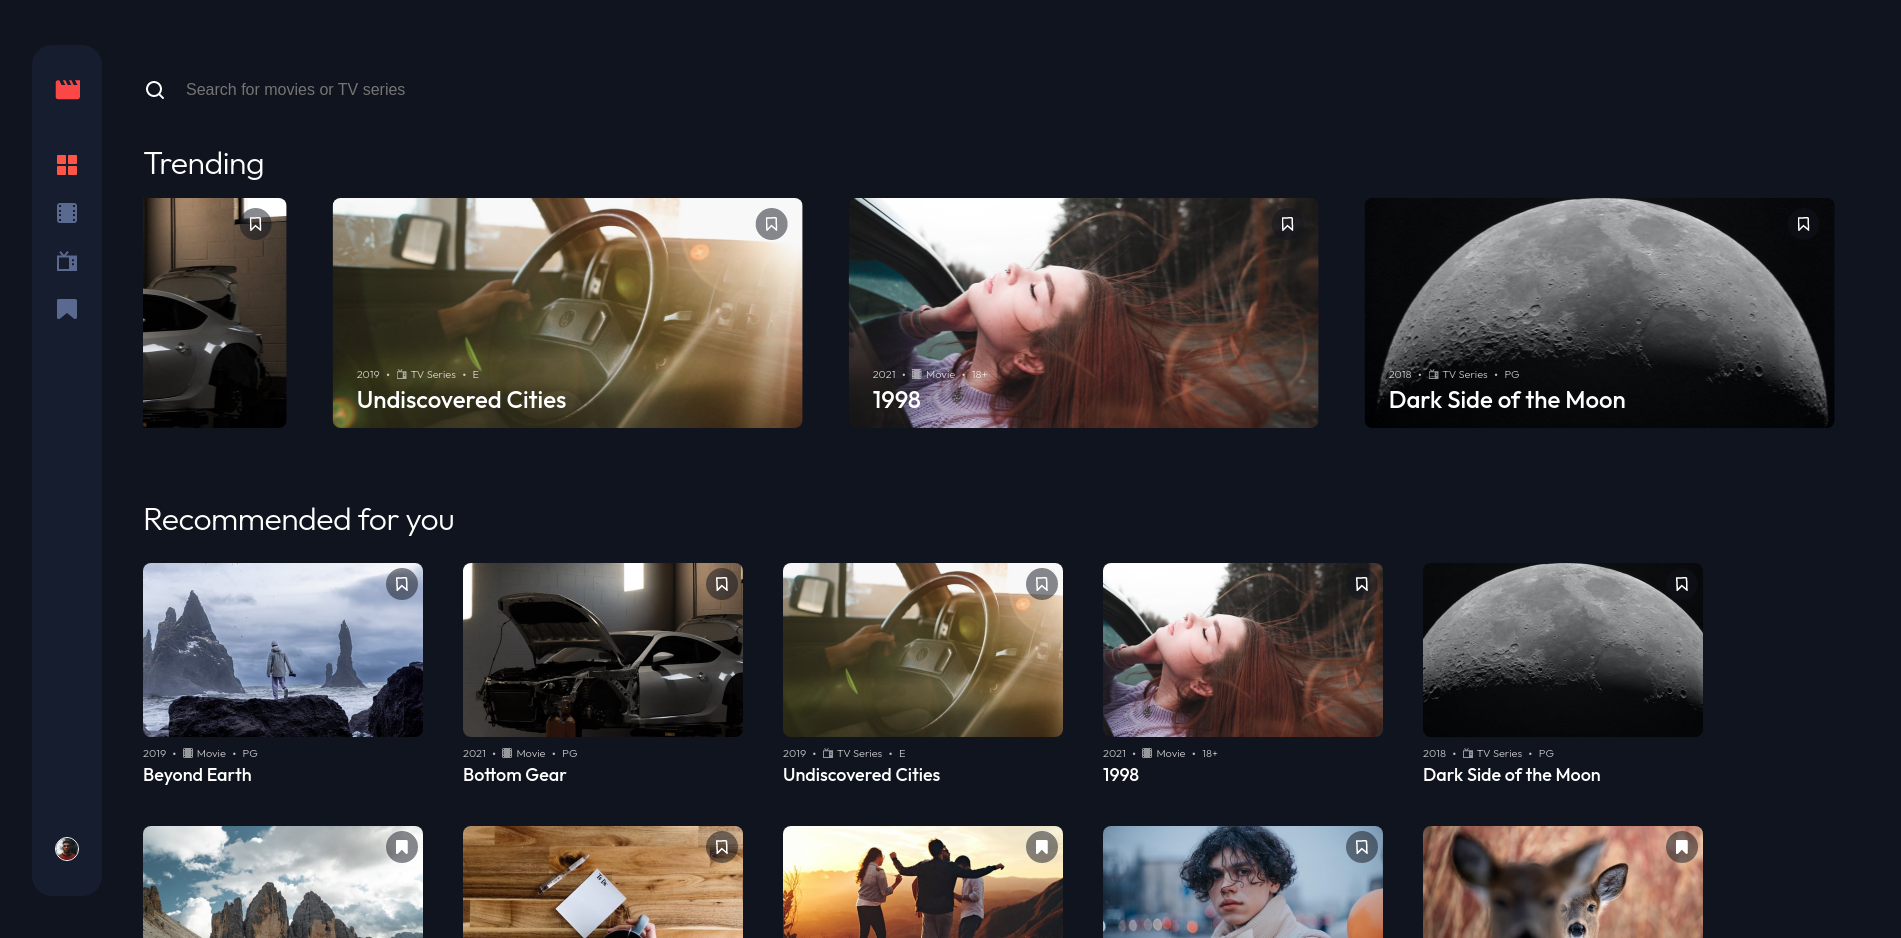 Search for movies or TV series
Trending
2019 • TV Series • E
Undiscovered Cities
2021 • Movie • 18+
1998
2018 • TV Series • PG
Dark Side of the Moon
Recommended for you
2019 • Movie • PG
Beyond Earth
2021 • Movie • PG
Bottom Gear
2019 • TV Series • E
Undiscovered Cities
2021 • Movie • 18+
1998
2018 • TV Series • PG
Dark Side of the Moon